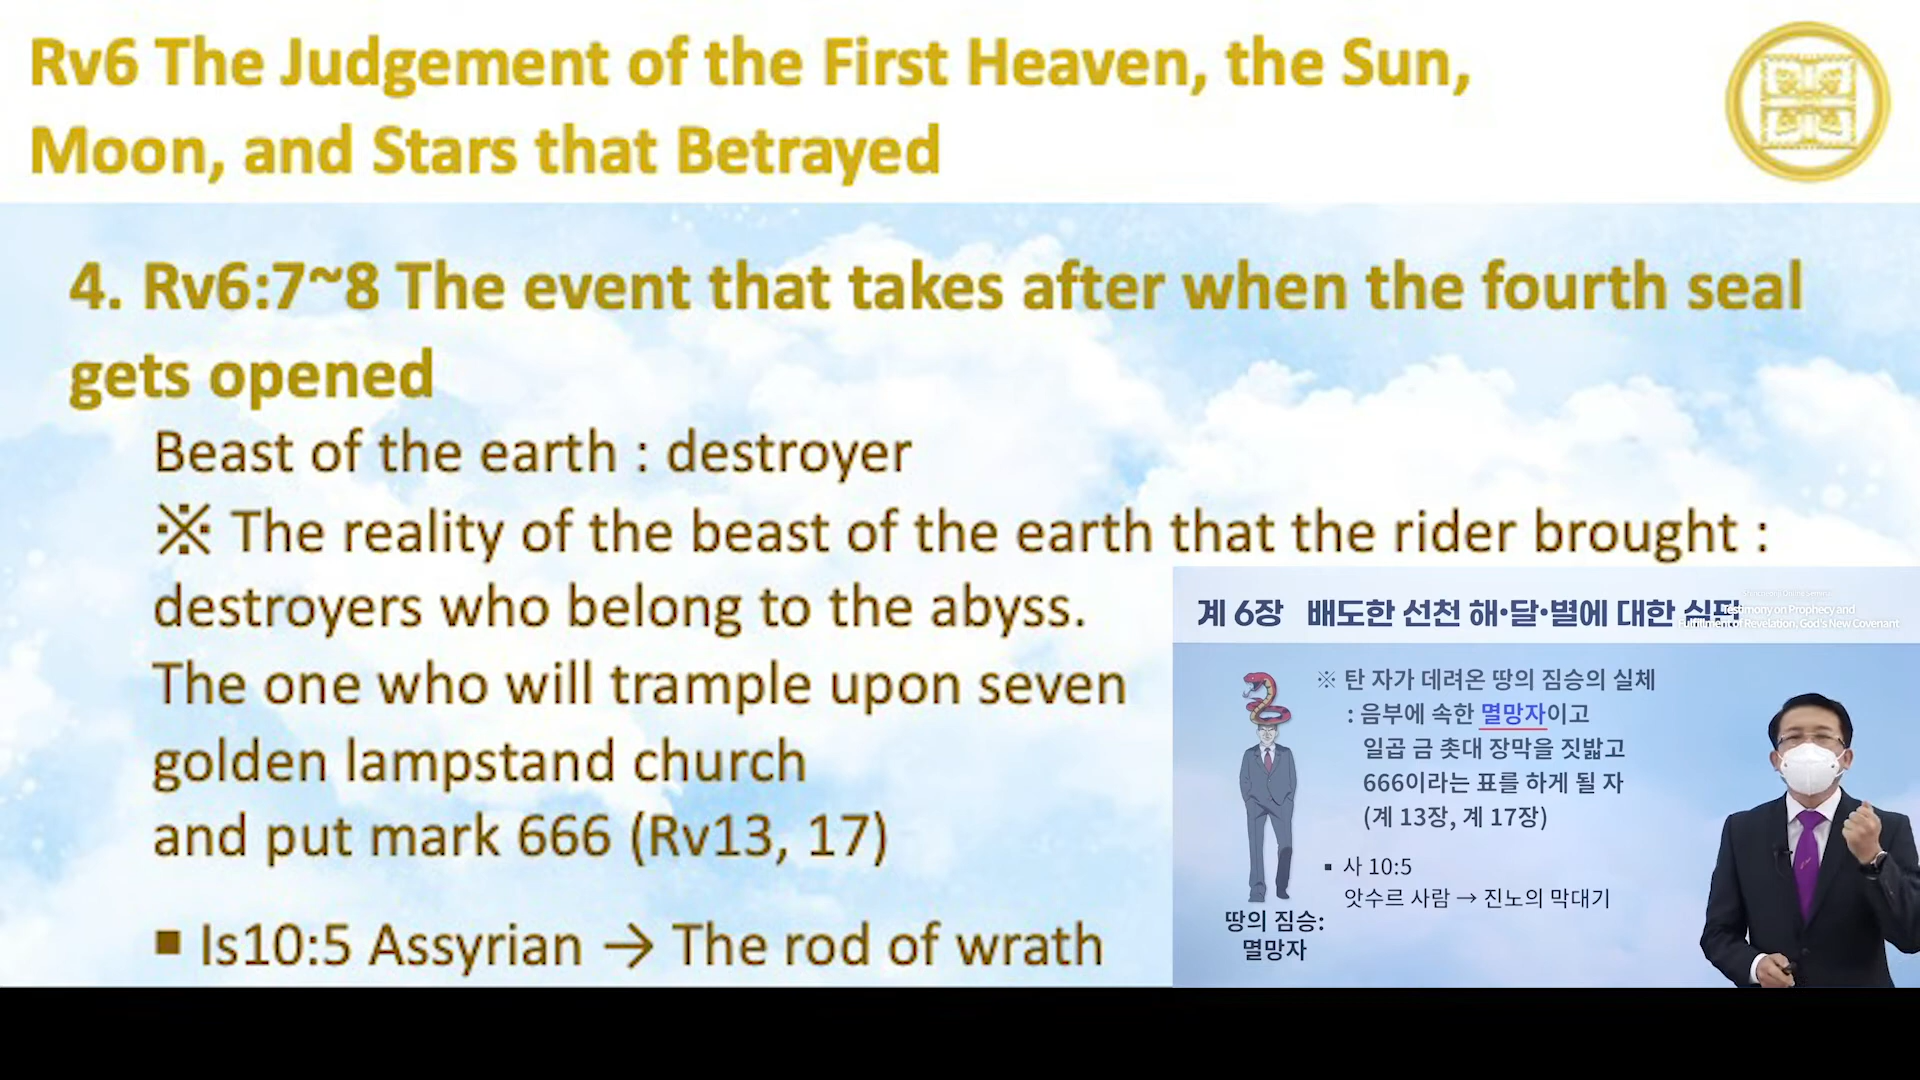 Rv6 The Judgement of the First Heaven, the Sun,
Moon, and Stars that Betrayed
4. Rv6:7~8 The event that takes after when the fourth seal
gets opened
Beast of the earth : destroyer
※ The reality of the beast of the earth that the rider brought :
destroyers who belong to the abyss.
The one who will trample upon seven
golden lampstand church
and put mark 666 (Rv13, 17)
■ Is10:5 Assyrian → The rod of wrath
계 6장 배도한 선천 해·달·별에 대한 심판
Testimony on Prophecy and
Fulfillment of Revelation, God's New Covenant
※ 탄 자가 데려온 땅의 짐승의 실체
: 음부에 속한 멸망자이고
일곱 금 촛대 장막을 짓밟고
666이라는 표를 하게 될 자
(계 13장, 계 17장)
▪ 사 10:5
앗수르 사람 → 진노의 막대기
땅의 짐승:
멸망자